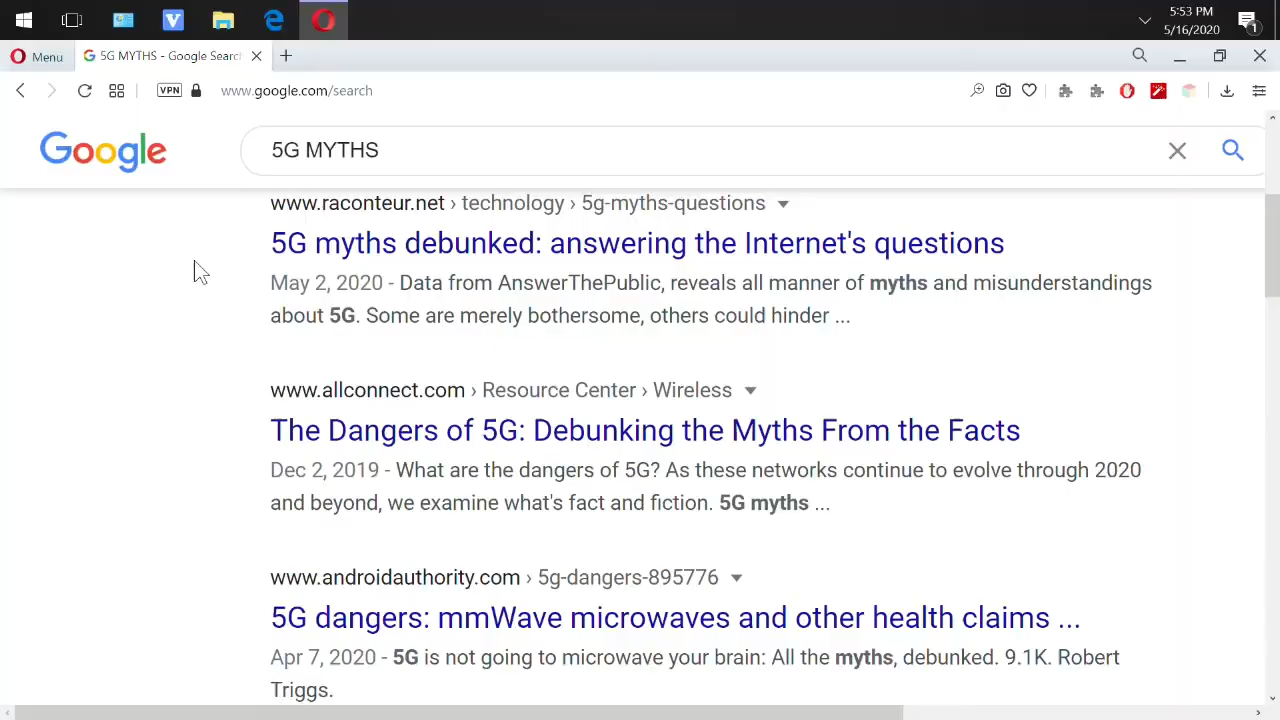 5:53 PM
5/16/2020
1
Menu
5G MYTHS - Google Searc
VPN
www.google.com/search
Google
5G MYTHS
www.raconteur.net › technology › 5g-myths-questions
5G myths debunked: answering the Internet's questions
May 2, 2020 - Data from AnswerThePublic, reveals all manner of myths and misunderstandings
about 5G. Some are merely bothersome, others could hinder ...
www.allconnect.com › Resource Center › Wireless
The Dangers of 5G: Debunking the Myths From the Facts
Dec 2, 2019 - What are the dangers of 5G? As these networks continue to evolve through 2020
and beyond, we examine what's fact and fiction. 5G myths ...
www.androidauthority.com › 5g-dangers-895776
5G dangers: mmWave microwaves and other health claims ...
Apr 7, 2020 - 5G is not going to microwave your brain: All the myths, debunked. 9.1K. Robert
Triggs.